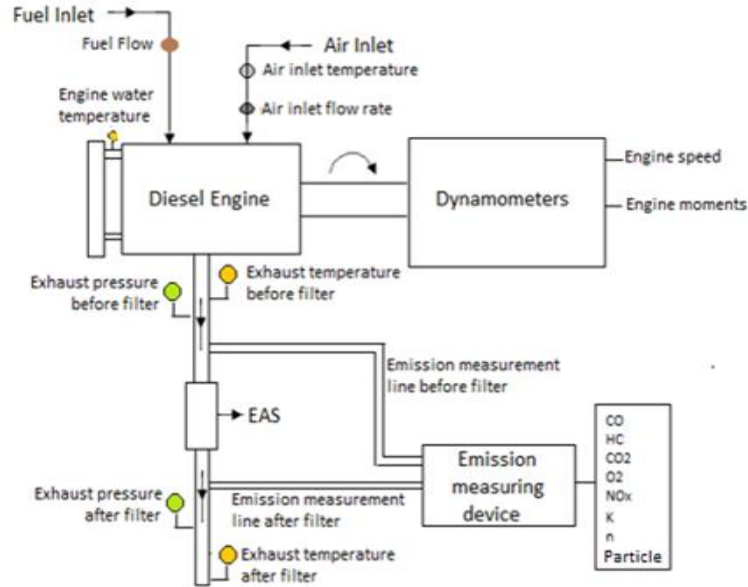 Fuel Inlet
Fuel Flow
Air Inlet
Air inlet temperature
Air inlet flow rate
Engine water
temperature
Diesel Engine
Dynamometers
Engine speed
Engine moments
Exhaust pressure
before filter
Exhaust temperature
before filter
Emission measurement
line before filter
EAS
Exhaust pressure
after filter
Emission measurement
line after filter
Exhaust temperature
after filter
Emission
measuring
device
CO
HC
CO2
O2
NOx
K
n
Particle